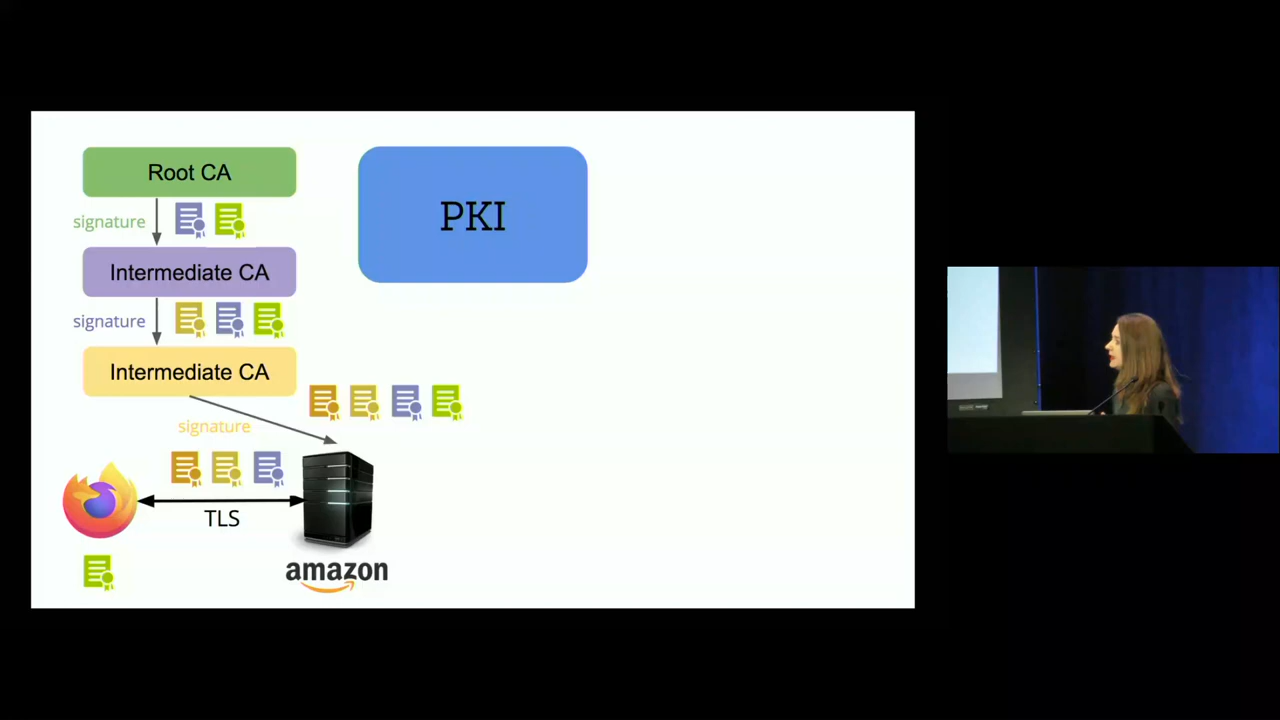 Root CA
signature
Intermediate CA
signature
Intermediate CA
signature
TLS
amazon
PKI